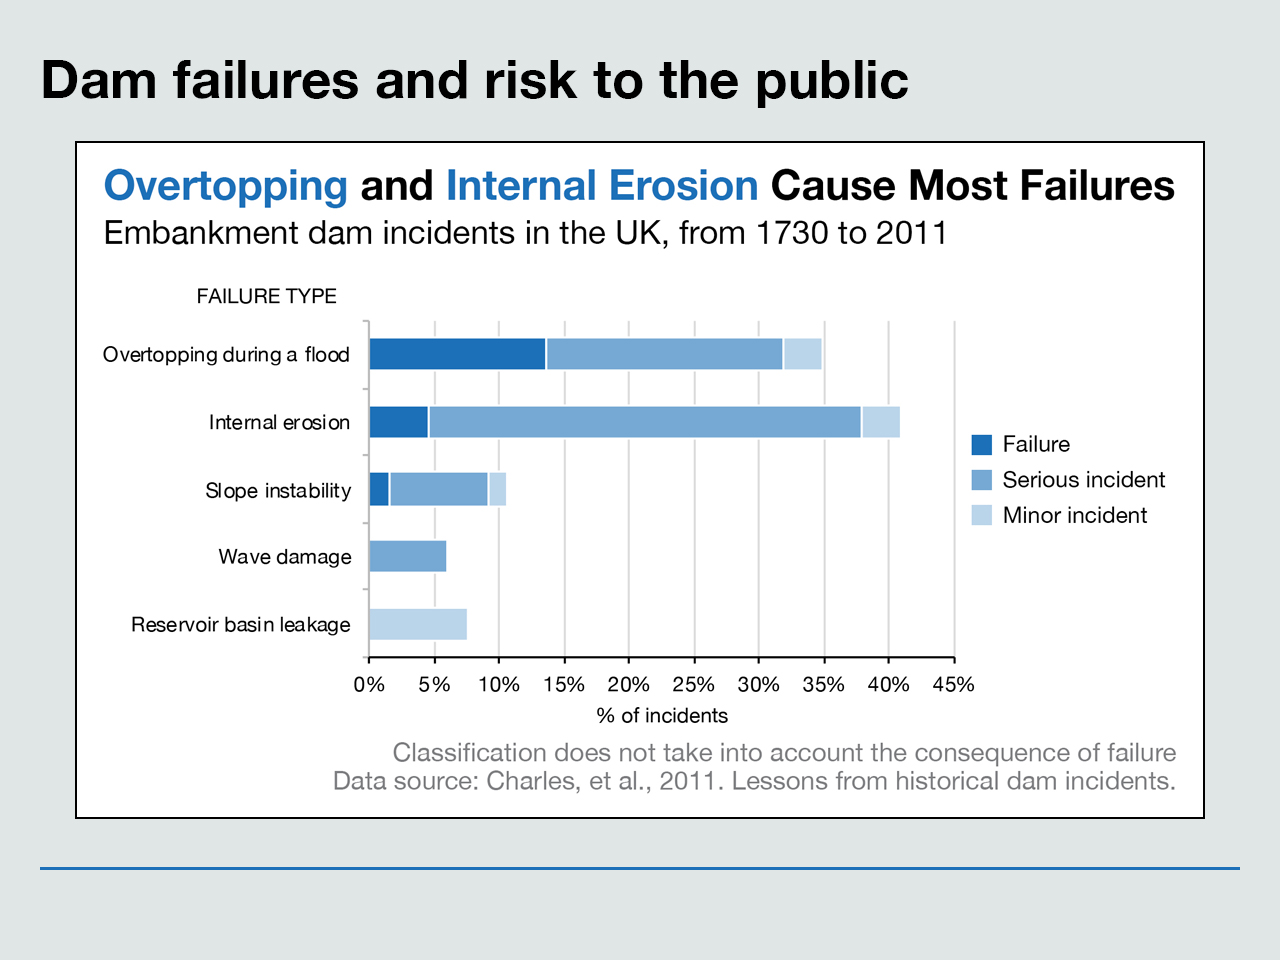 Dam failures and risk to the public
Overtopping and Internal Erosion Cause Most Failures
Embankment dam incidents in the UK, from 1730 to 2011
FAILURE TYPE
Overtopping during a flood
Internal erosion
Slope instability
Wave damage
Reservoir basin leakage
Failure
Serious incident
Minor incident
0% 5% 10% 15% 20% 25% 30% 35% 40% 45%
% of incidents
Classification does not take into account the consequence of failure
Data source: Charles, et al., 2011. Lessons from historical dam incidents.